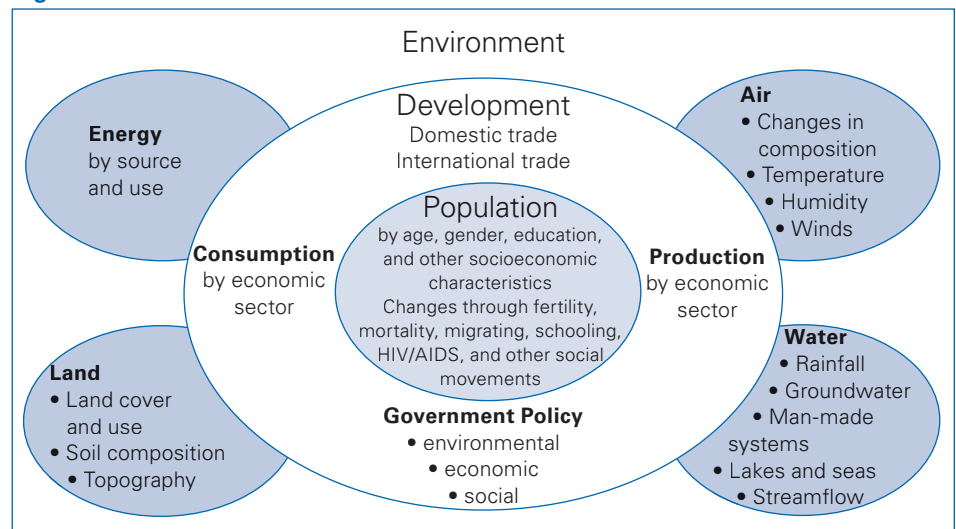 Environment
Development
Domestic trade
International trade
Energy
by source
and use
Air
• Changes in
composition
• Temperature
• Humidity
• Winds
Population
by age, gender, education,
and other socioeconomic
characteristics
Changes through fertility,
mortality, migrating, schooling,
HIV/AIDS, and other social
movements
Consumption
by economic
sector
Production
by economic
sector
Land
• Land cover
and use
• Soil composition
• Topography
Government Policy
• environmental
• economic
• social
Water
• Rainfall
• Groundwater
• Man-made
systems
• Lakes and seas
• Streamflow